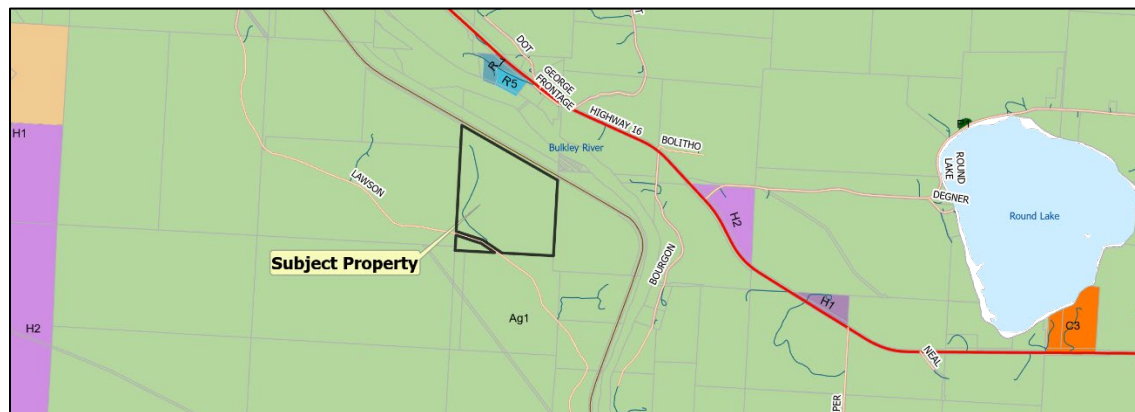 DOT
GEORGE
FRONTAGE
R5
HIGHWAY 16
BOLITHO
H1
Bulkley River
LAWSON
ROUND
LAKE
DEGNER
Round Lake
H2
Subject Property
BOURGON
H1
Ag1
H2
C3
NEAL
PER